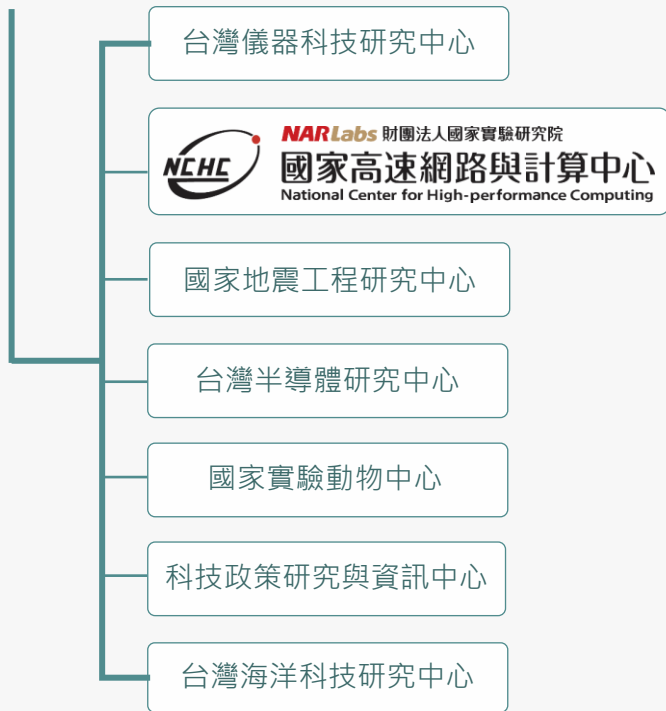 台灣儀器科技研究中心
NARLabs 財團法人國家實驗研究院
NCHC
國家高速網路與計算中心
National Center for High-performance Computing
國家地震工程研究中心
台灣半導體研究中心
國家實驗動物中心
科技政策研究與資訊中心
台灣海洋科技研究中心